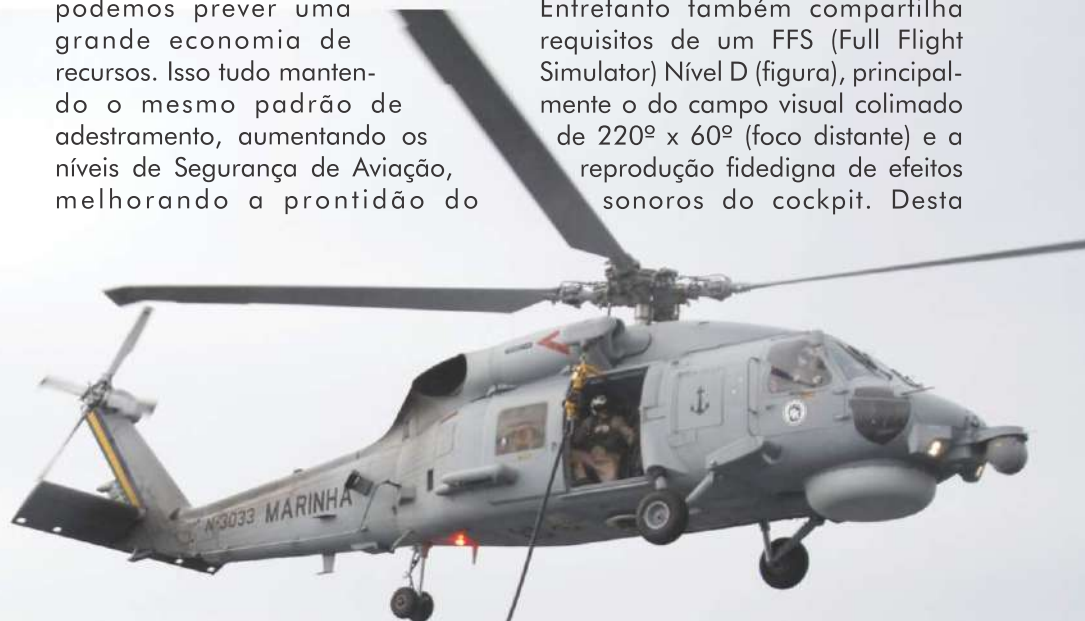 podemos prever uma
grande economia de
recursos. Isso tudo manten-
do o mesmo padrão de
adestramento, aumentando os
níveis de Segurança de Aviação,
melhorando a prontidão do
Entretanto também compartilha
requisitos de um FFS (Full Flight
Simulator) Nível D (figura), principal-
mente o do campo visual colimado
de 220º x 60º (foco distante) e a
reprodução fidedigna de efeitos
sonoros do cockpit. Desta
N-3033 MARINHA